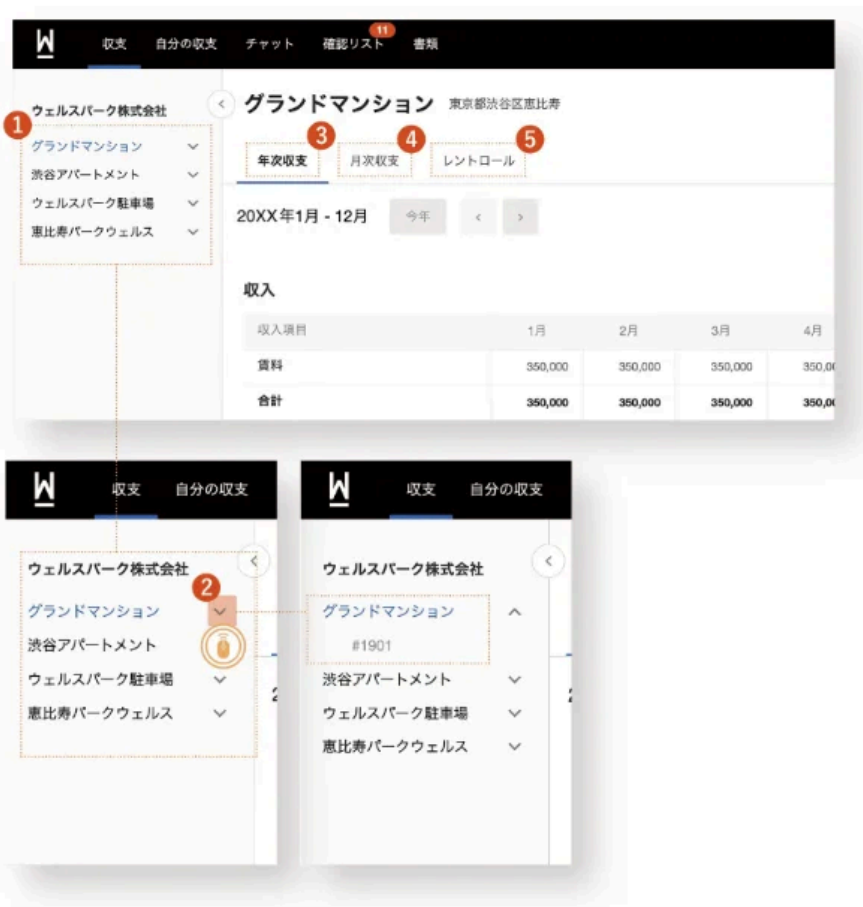 収支 自分の収支 チャット 確認リスト 11 書類
ウェルスパーク株式会社
1
グランドマンション
渋谷アパートメント
ウェルスパーク駐車場
恵比寿パークウェルス
グランドマンション 東京都渋谷区恵比寿
3 4 5
年次収支 月次収支 レントロール
20XX年1月 - 12月 今年 < >
収入
収入項目 1月 2月 3月 4月
賃料 350,000 350,000 350,000 350,00
合計 350,000 350,000 350,000 350,00
収支 自分の収支
ウェルスパーク株式会社
2
グランドマンション
渋谷アパートメント
ウェルスパーク駐車場
恵比寿パークウェルス
収支 自分の収支
ウェルスパーク株式会社
グランドマンション
#1901
渋谷アパートメント
ウェルスパーク駐車場
恵比寿パークウェルス